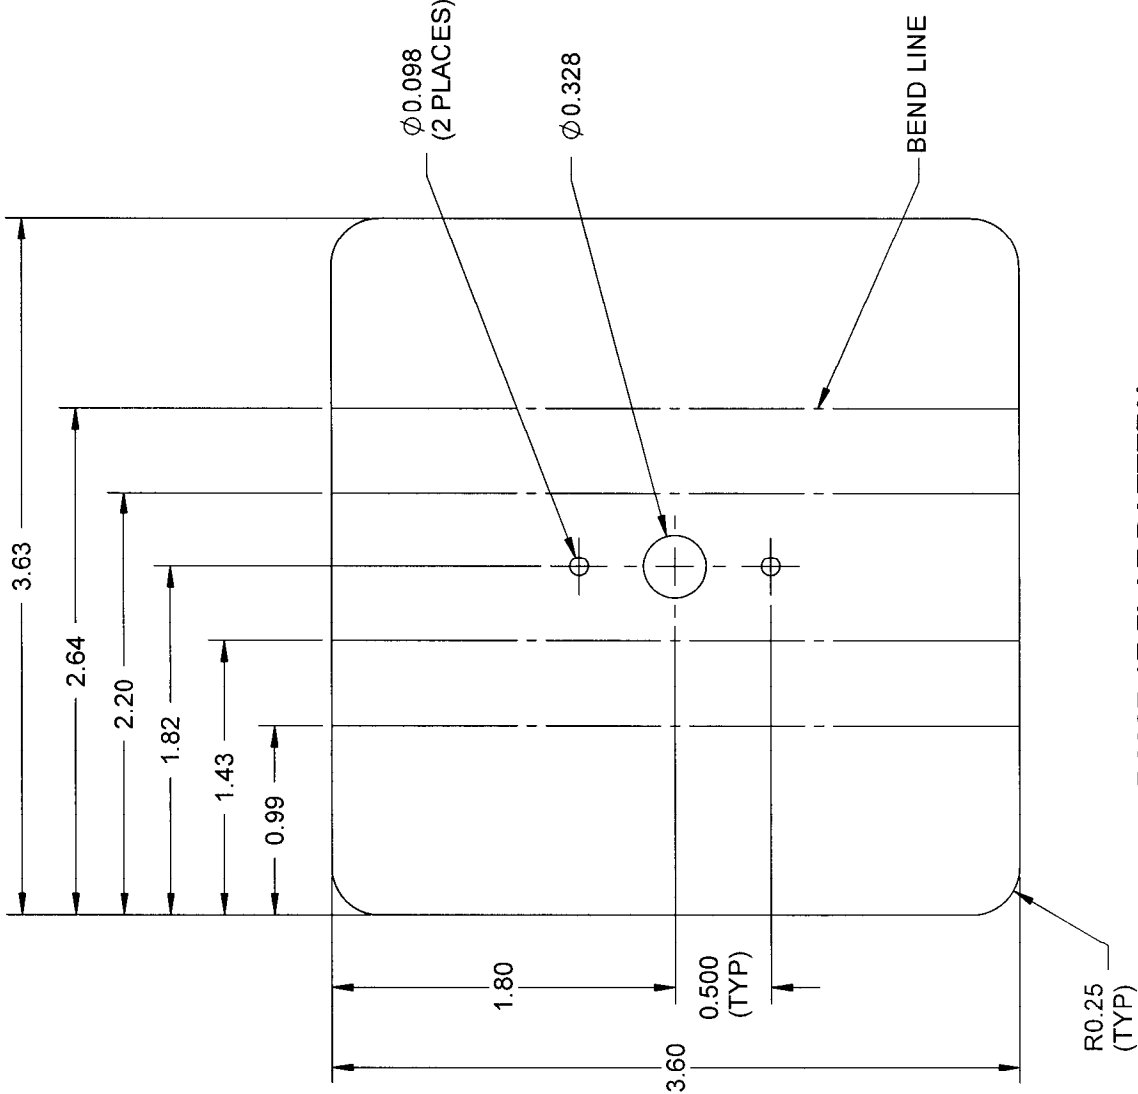 3.63
2.64
2.20
1.82
1.43
0.99
Ø0.098
(2 PLACES)
Ø0.328
BEND LINE
1.80
0.500
(TYP)
3.60
R0.25
(TYP)